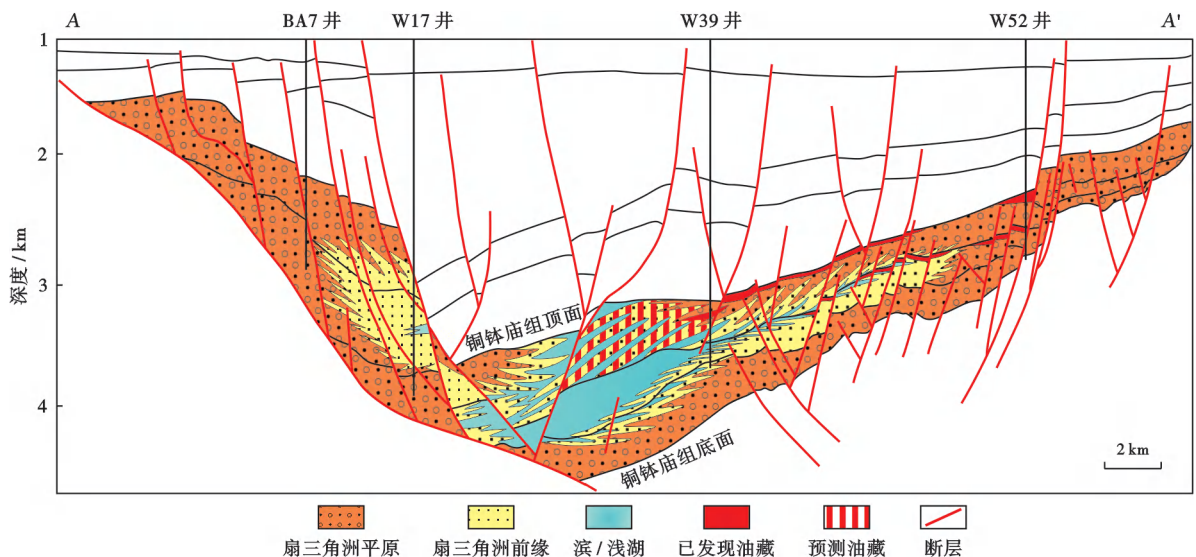 A BA7 井 W17 井 W39 井 W52 井 A'
1
2
3
4
深度 / km
铜钵庙组顶面
铜钵庙组底面
2 km
扇三角洲平原 扇三角洲前缘 滨 / 浅湖 已发现油藏 预测油藏 断层